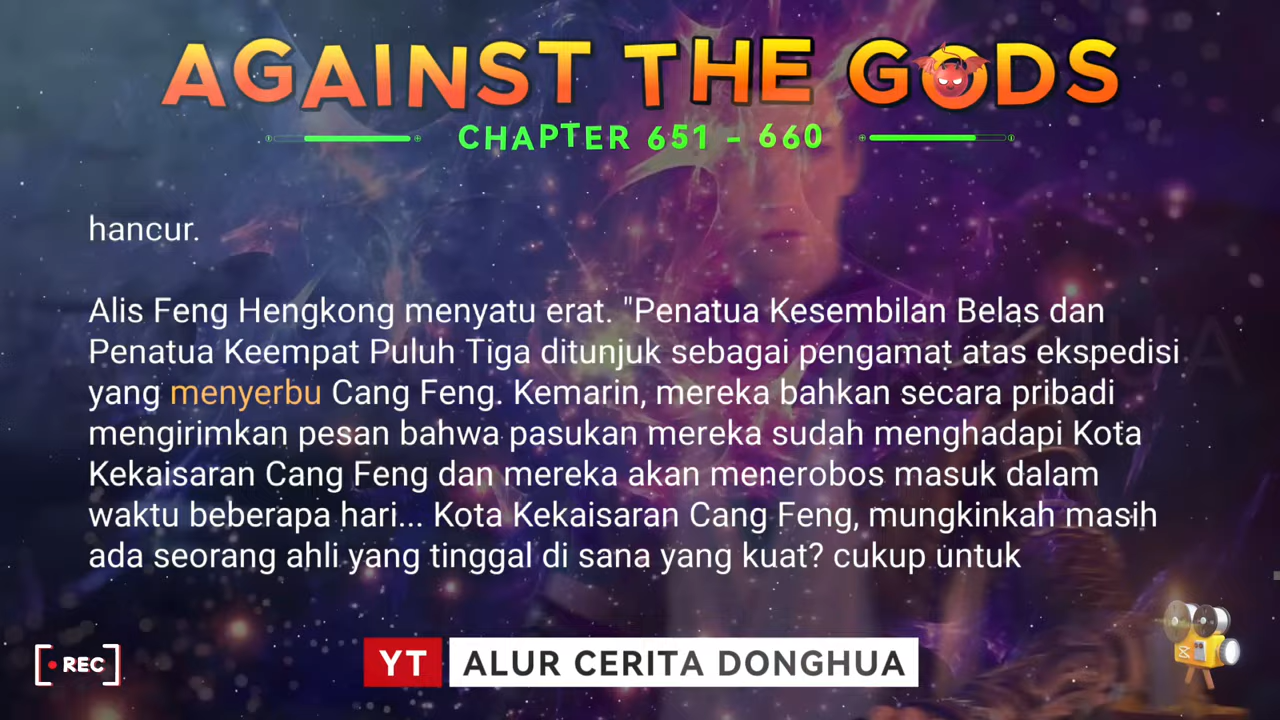 AGAINST THE GODS
CHAPTER 651 - 660
hancur.
Alis Feng Hengkong menyatu erat. "Penatua Kesembilan Belas dan
Penatua Keempat Puluh Tiga ditunjuk sebagai pengamat atas ekspedisi
yang menyerbu Cang Feng. Kemarin, mereka bahkan secara pribadi
mengirimkan pesan bahwa pasukan mereka sudah menghadapi Kota
Kekaisaran Cang Feng dan mereka akan menerobos masuk dalam
waktu beberapa hari... Kota Kekaisaran Cang Feng, mungkinkah masih
ada seorang ahli yang tinggal di sana yang kuat? cukup untuk
REC
YT ALUR CERITA DONGHUA